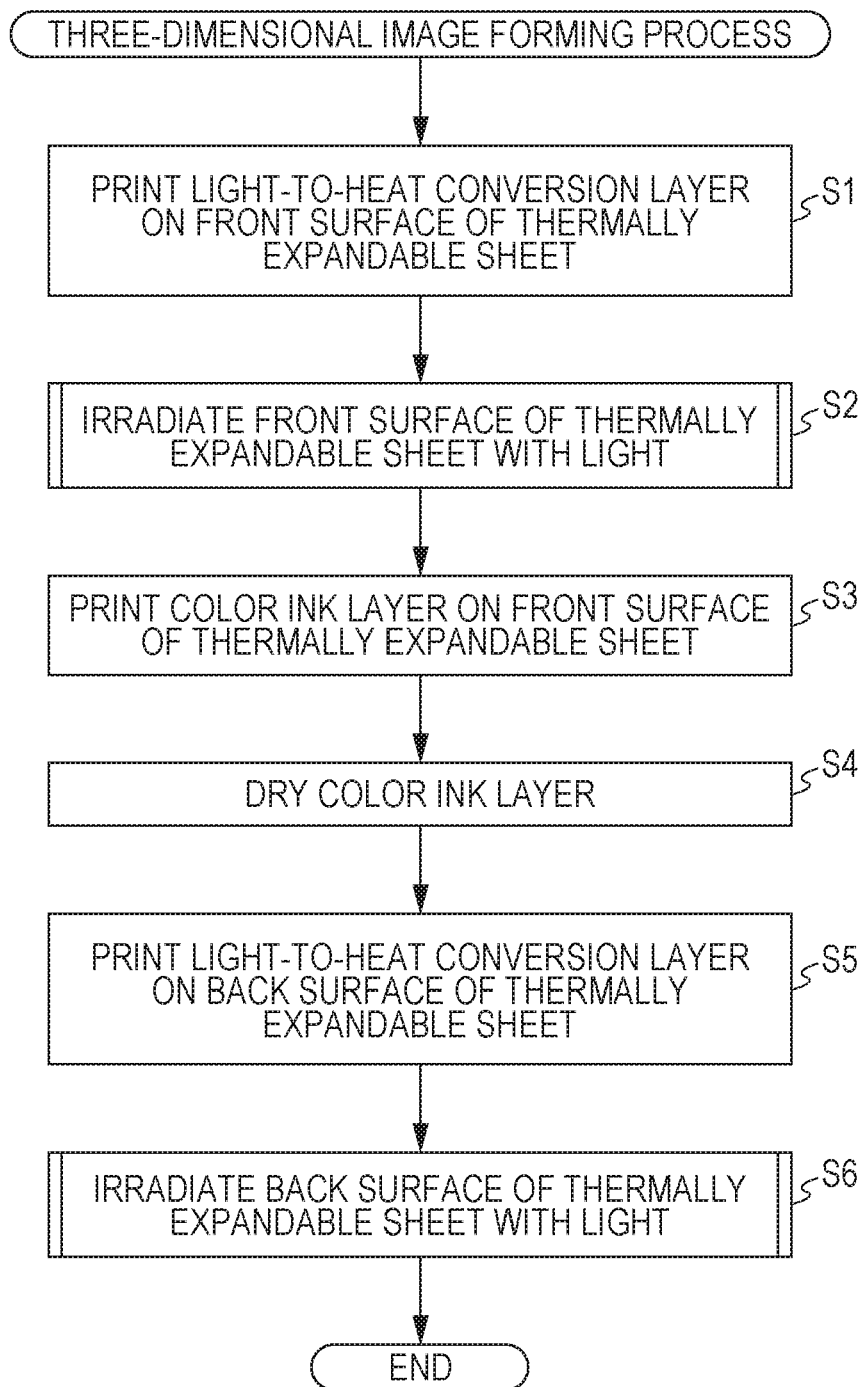 THREE-DIMENSIONAL IMAGE FORMING PROCESS
PRINT LIGHT-TO-HEAT CONVERSION LAYER
ON FRONT SURFACE OF THERMALLY
EXPANDABLE SHEET
S1
IRRADIATE FRONT SURFACE OF THERMALLY
EXPANDABLE SHEET WITH LIGHT
S2
PRINT COLOR INK LAYER ON FRONT SURFACE
OF THERMALLY EXPANDABLE SHEET
S3
DRY COLOR INK LAYER
S4
PRINT LIGHT-TO-HEAT CONVERSION LAYER
ON BACK SURFACE OF THERMALLY
EXPANDABLE SHEET
S5
IRRADIATE BACK SURFACE OF THERMALLY
EXPANDABLE SHEET WITH LIGHT
S6
END